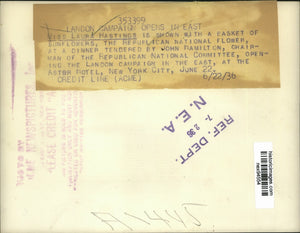 353399
LANDON CAMPAIGN OPENS IN EAST
MISS LAURE HASTINGS IS SHOWN WITH A CASKET OF
SUNFLOWERS, THE REPUBLICAN NATIONAL FLOWER,
AT A DINNER TENDERED BY JOHN HAMILTON, CHAIR-
MAN OF THE REPUBLICAN NATIONAL COMMITTEE, OPEN-
ING THE LANDON CAMPAIGN IN THE EAST, AT THE
ASTOR HOTEL, NEW YORK CITY, JUNE 22.
CREDIT LINE (ACME) 6/22/36
REF. DEPT.
N. E. A.
historicimages.com